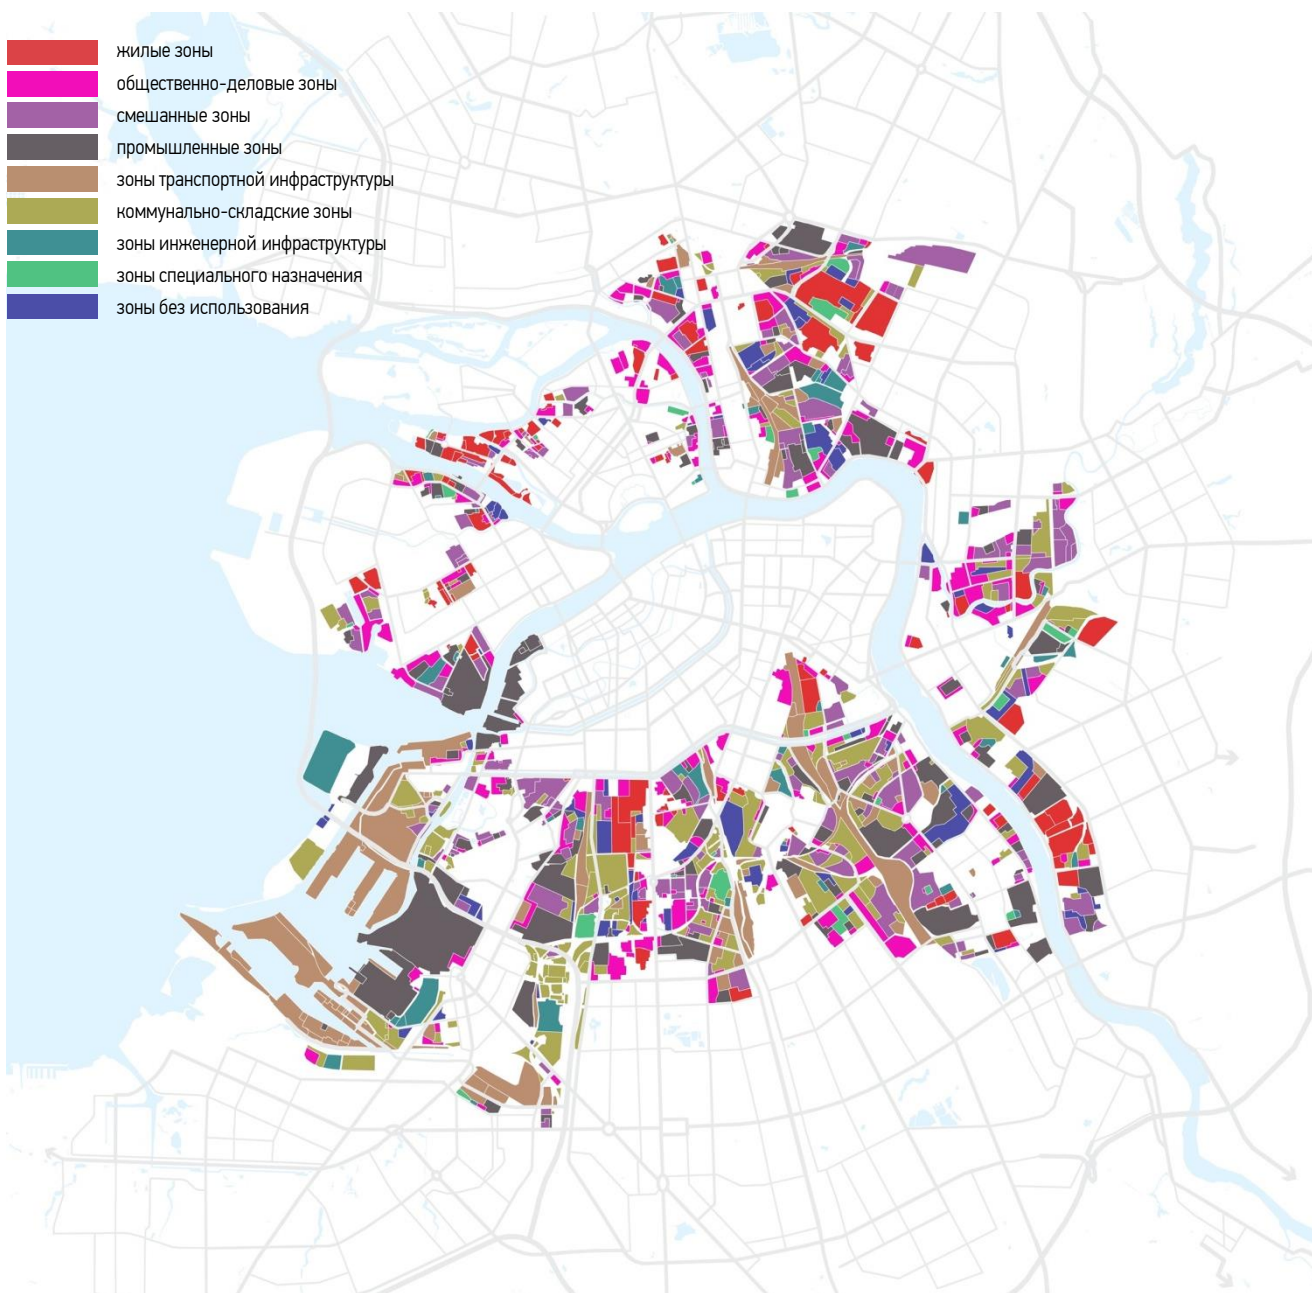 жилые зоны
общественно-деловые зоны
смешанные зоны
промышленные зоны
зоны транспортной инфраструктуры
коммунально-складские зоны
зоны инженерной инфраструктуры
зоны специального назначения
зоны без использования